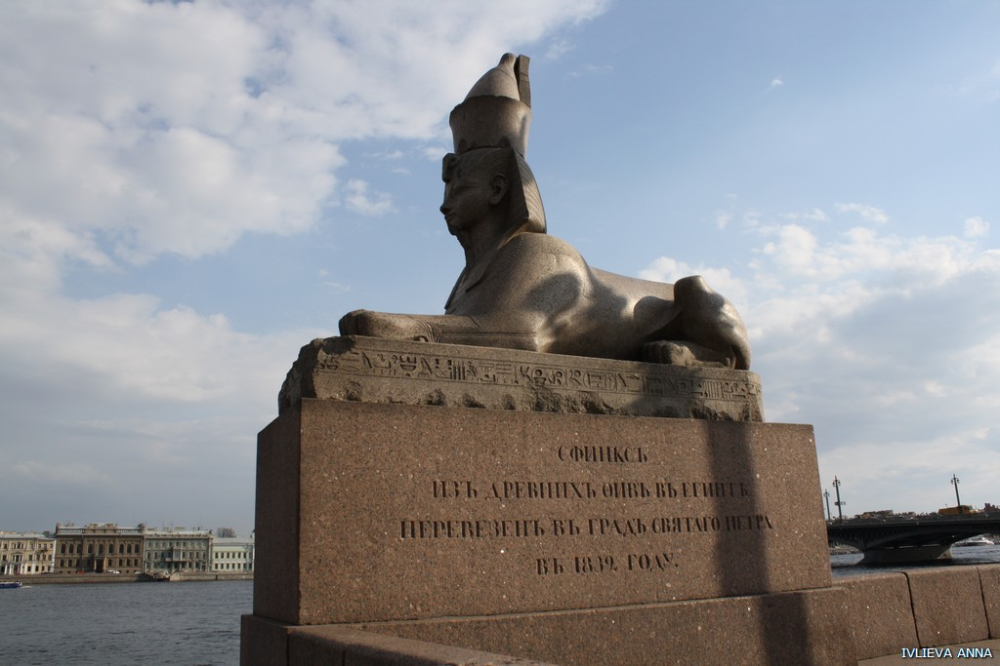 СФИНКСЪ
ИЗЪ ДРЕВНИХЪ ѲИВЪ ВЪ ЕГИПТѢ
ПЕРЕВЕЗЕНЪ ВЪ ГРАДЪ СВЯТАГО ПЕТРА
ВЪ 1832. ГОДУ.
IVLIEVA ANNA